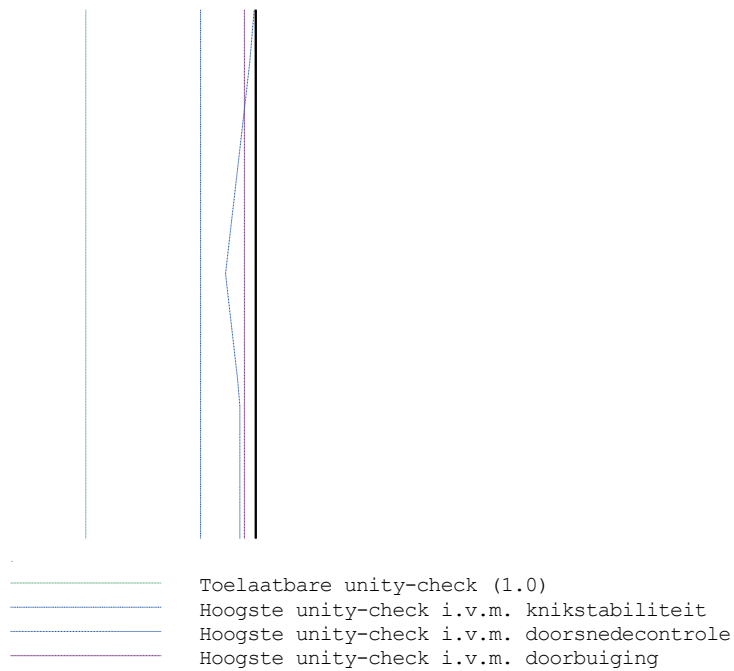 Toelaatbare unity-check (1.0)
Hoogste unity-check i.v.m. knikstabiliteit
Hoogste unity-check i.v.m. doorsnedecontrole
Hoogste unity-check i.v.m. doorbuiging